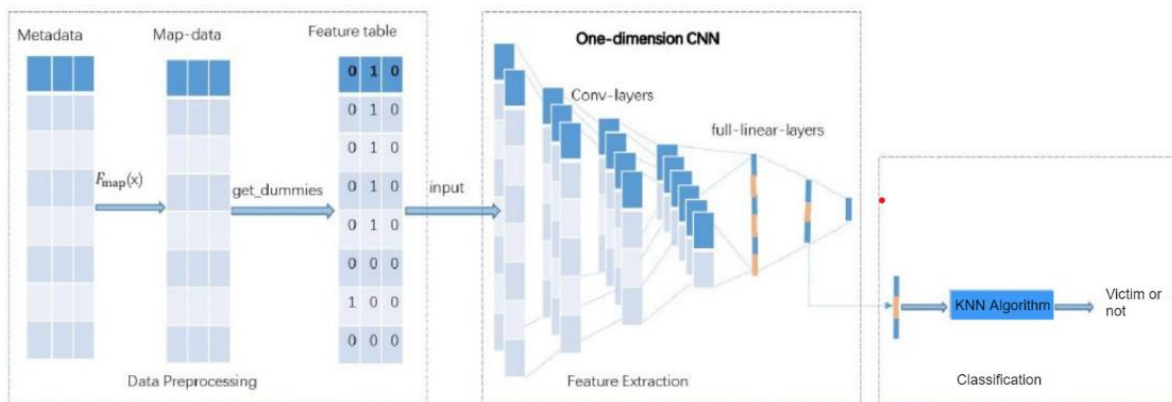 Metadata
Map-data
Feature table
0 1 0
0 1 0
0 1 0
0 1 0
0 1 0
0 0 0
1 0 0
0 0 0
F_map(x)
get_dummies
input
Data Preprocessing
One-dimension CNN
Conv-layers
full-linear-layers
Feature Extraction
KNN Algorithm
Victim or
not
Classification